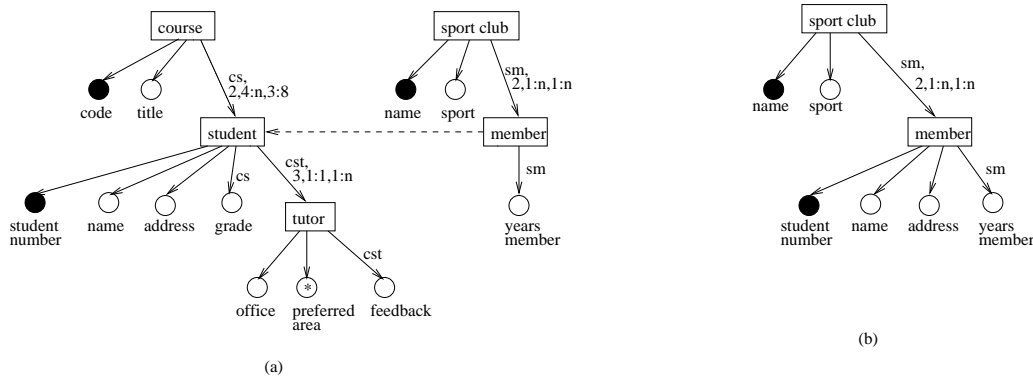 course
sport club
sport club
cs,
2,4:n,3:8
sm,
2,1:n,1:n
sm,
2,1:n,1:n
code
title
name
sport
name
sport
student
member
member
cst,
3,1:1,1:n
cs
sm
sm
student
number
name
address
grade
tutor
years
member
student
number
name
address
years
member
cst
*
office
preferred
area
feedback
(a)
(b)